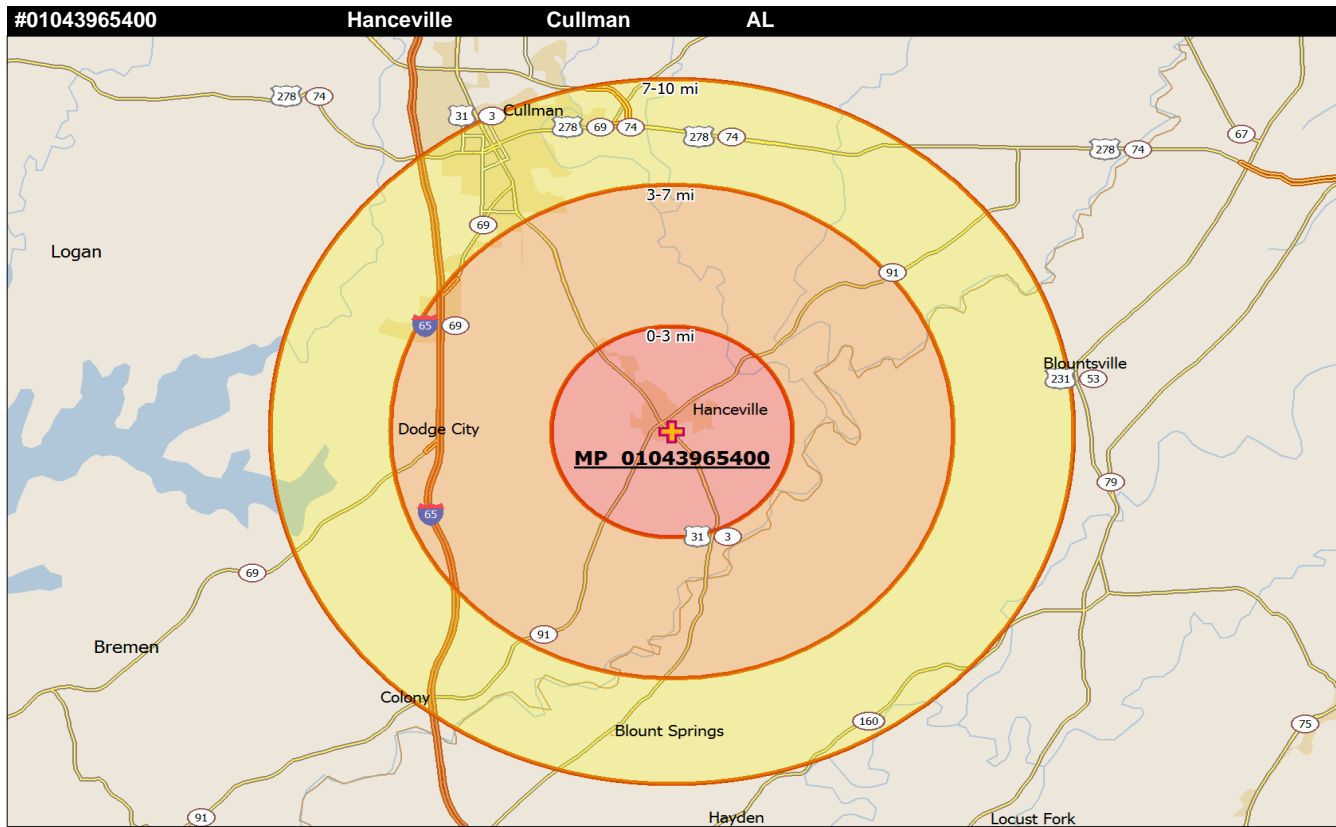 #01043965400 Hanceville Cullman AL
7-10 mi
278 74
31 3 Cullman
278 69 74
278 74
67
278 74
3-7 mi
69
Logan
91
65 69
0-3 mi
Blountsville
231 53
Hanceville
Dodge City
MP 01043965400
79
65
31 3
69
91
Bremen
Colony
160
75
Blount Springs
91
Hayden
Locust Fork